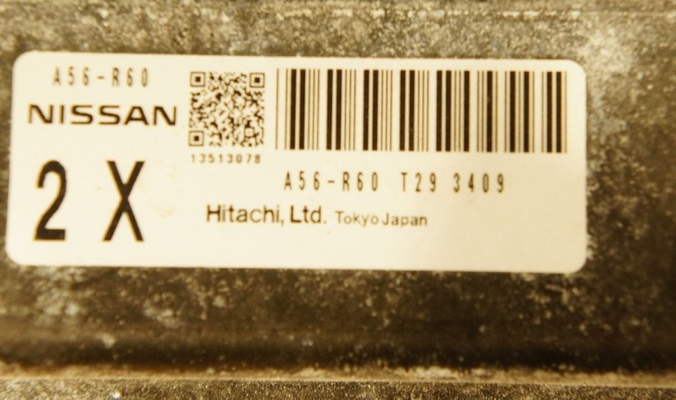 A56-R60
NISSAN
13513078
2 X
A56-R60 T29 3409
Hitachi, Ltd. Tokyo Japan